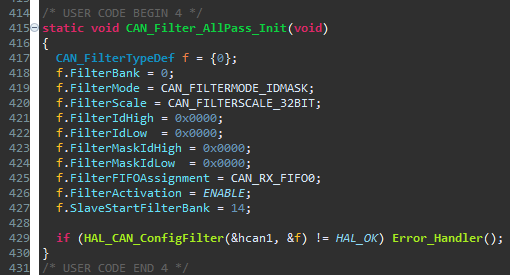 414 /* USER CODE BEGIN 4 */
415 static void CAN_Filter_AllPass_Init(void)
416 {
417   CAN_FilterTypeDef f = {0};
418   f.FilterBank = 0;
419   f.FilterMode = CAN_FILTERMODE_IDMASK;
420   f.FilterScale = CAN_FILTERSCALE_32BIT;
421   f.FilterIdHigh = 0x0000;
422   f.FilterIdLow  = 0x0000;
423   f.FilterMaskIdHigh = 0x0000;
424   f.FilterMaskIdLow  = 0x0000;
425   f.FilterFIFOAssignment = CAN_RX_FIFO0;
426   f.FilterActivation = ENABLE;
427   f.SlaveStartFilterBank = 14;
428
429   if (HAL_CAN_ConfigFilter(&hcan1, &f) != HAL_OK) Error_Handler();
430 }
431 /* USER CODE END 4 */